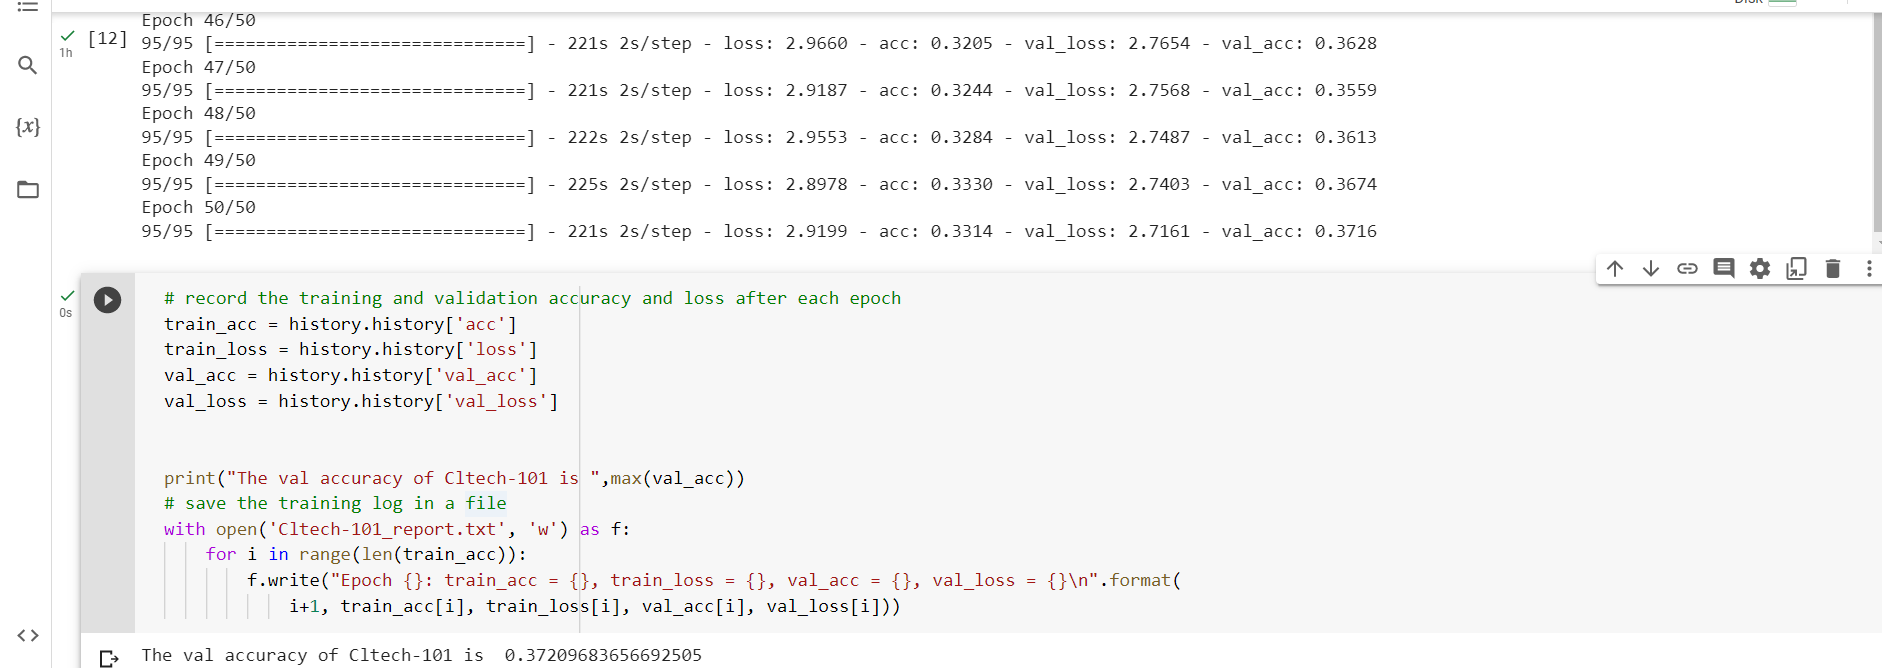 Disk
Epoch 46/50
[12] 95/95 [==============================] - 221s 2s/step - loss: 2.9660 - acc: 0.3205 - val_loss: 2.7654 - val_acc: 0.3628
1h
Epoch 47/50
95/95 [==============================] - 221s 2s/step - loss: 2.9187 - acc: 0.3244 - val_loss: 2.7568 - val_acc: 0.3559
Epoch 48/50
95/95 [==============================] - 222s 2s/step - loss: 2.9553 - acc: 0.3284 - val_loss: 2.7487 - val_acc: 0.3613
Epoch 49/50
95/95 [==============================] - 225s 2s/step - loss: 2.8978 - acc: 0.3330 - val_loss: 2.7403 - val_acc: 0.3674
Epoch 50/50
95/95 [==============================] - 221s 2s/step - loss: 2.9199 - acc: 0.3314 - val_loss: 2.7161 - val_acc: 0.3716
{x}
0s
# record the training and validation accuracy and loss after each epoch
train_acc = history.history['acc']
train_loss = history.history['loss']
val_acc = history.history['val_acc']
val_loss = history.history['val_loss']
print("The val accuracy of Cltech-101 is ",max(val_acc))
# save the training log in a file
with open('Cltech-101_report.txt', 'w') as f:
    for i in range(len(train_acc)):
        f.write("Epoch {}: train_acc = {}, train_loss = {}, val_acc = {}, val_loss = {}\n".format(
            i+1, train_acc[i], train_loss[i], val_acc[i], val_loss[i]))
<>
The val accuracy of Cltech-101 is  0.37209683656692505